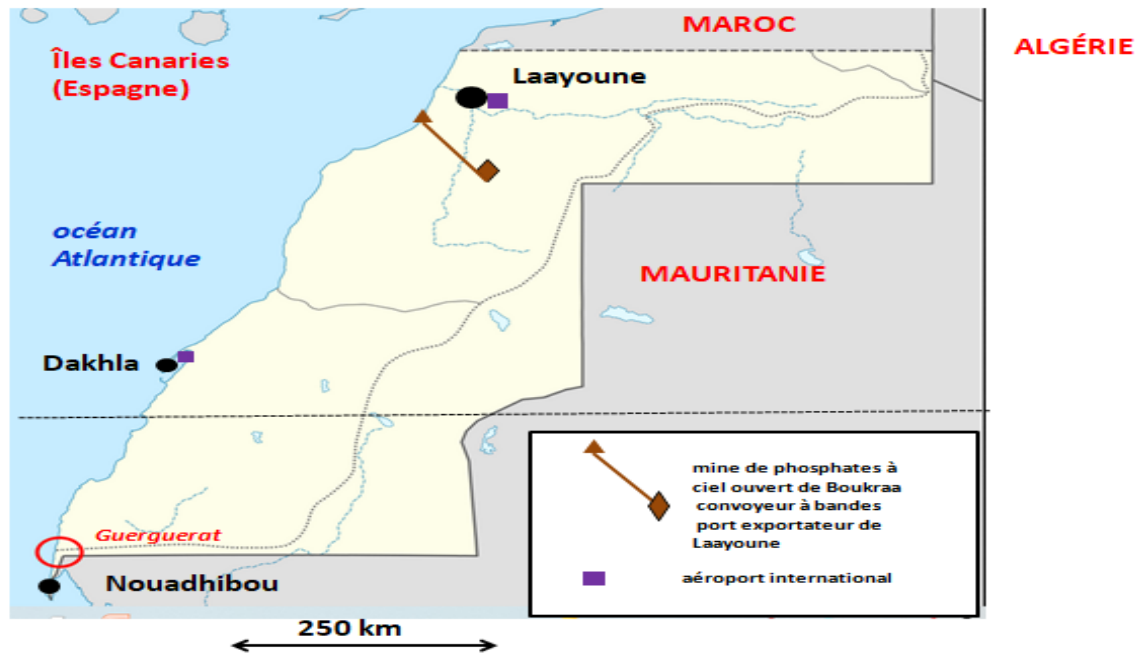 MAROC
ALGÉRIE
Îles Canaries
(Espagne)
Laayoune
océan
Atlantique
MAURITANIE
Dakhla
mine de phosphates à
ciel ouvert de Boukraa
convoyeur à bandes
port exportateur de
Laayoune
Guerguerat
aéroport international
Nouadhibou
250 km